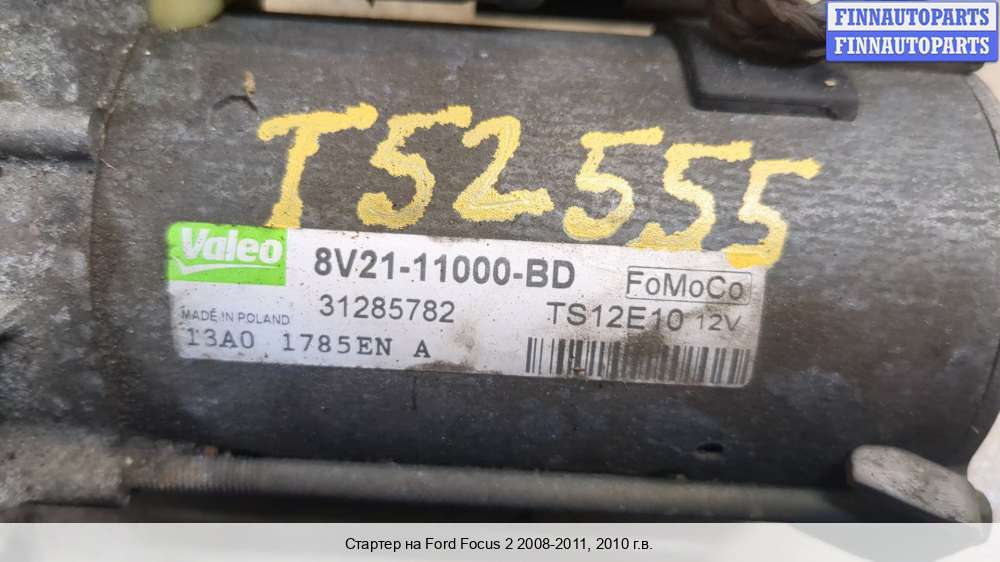 FINNAUTOPARTS
FINNAUTOPARTS
T52555
Valeo
8V21-11000-BD
FoMoCo
31285782
TS12E10 12V
MADE IN POLAND
13A0 1785EN A
Стартер на Ford Focus 2 2008-2011, 2010 г.в.